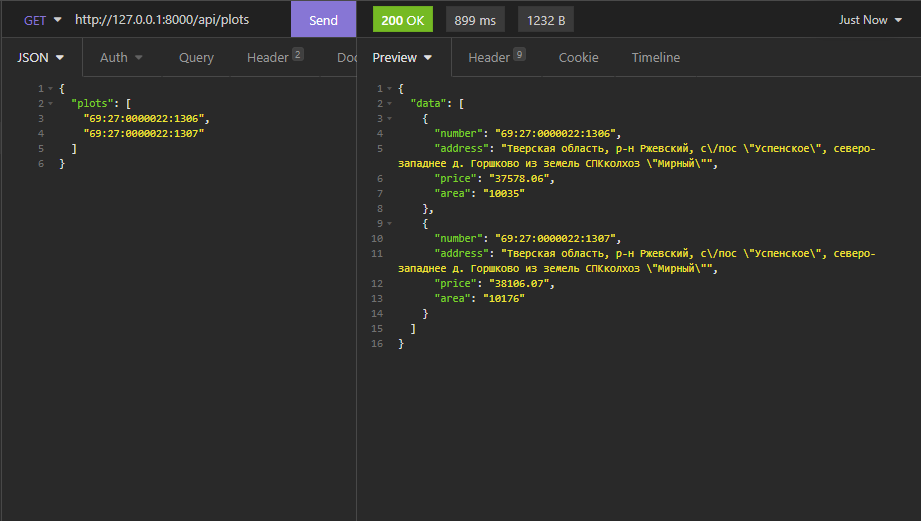 GET http://127.0.0.1:8000/api/plots Send 200 OK 899 ms 1232 B Just Now
JSON Auth Query Header 2 Doc Preview Header 9 Cookie Timeline
1 {
2 "plots": [
3 "69:27:0000022:1306",
4 "69:27:0000022:1307"
5 ]
6 }
1 {
2 "data": [
3 {
4 "number": "69:27:0000022:1306",
5 "address": "Тверская область, р-н Ржевский, с\/пос \"Успенское\", северо-
западнее д. Горшково из земель СПКколхоз \"Мирный\"",
6 "price": "37578.06",
7 "area": "10035"
8 },
9 {
10 "number": "69:27:0000022:1307",
11 "address": "Тверская область, р-н Ржевский, с\/пос \"Успенское\", северо-
западнее д. Горшково из земель СПКколхоз \"Мирный\"",
12 "price": "38106.07",
13 "area": "10176"
14 }
15 ]
16 }